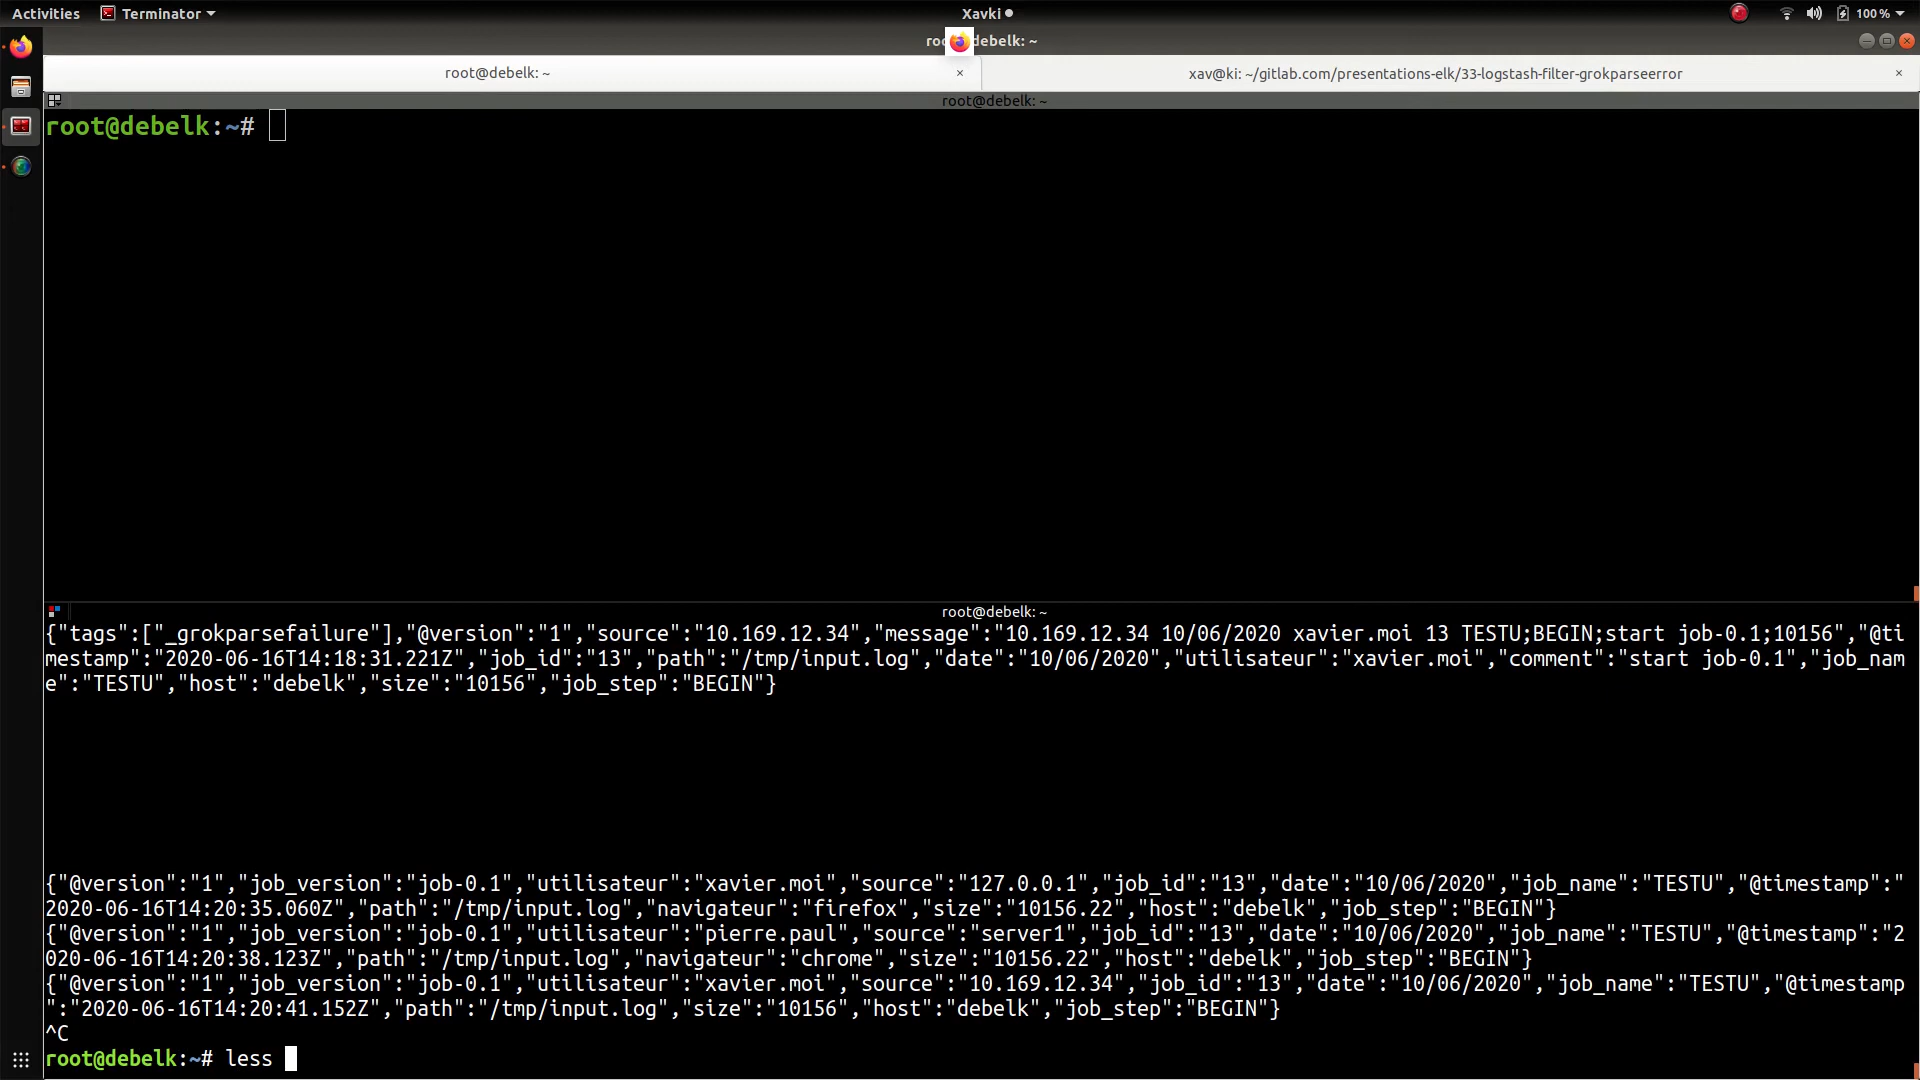 Activities Terminator Xavki 100 %
root@debelk: ~
root@debelk: ~ × xav@ki: ~/gitlab.com/presentations-elk/33-logstash-filter-grokparseerror ×
root@debelk: ~
root@debelk:~#
root@debelk: ~
{"tags":["_grokparsefailure"],"@version":"1","source":"10.169.12.34","message":"10.169.12.34 10/06/2020 xavier.moi 13 TESTU;BEGIN;start job-0.1;10156","@ti
mestamp":"2020-06-16T14:18:31.221Z","job_id":"13","path":"/tmp/input.log","date":"10/06/2020","utilisateur":"xavier.moi","comment":"start job-0.1","job_nam
e":"TESTU","host":"debelk","size":"10156","job_step":"BEGIN"}
{"@version":"1","job_version":"job-0.1","utilisateur":"xavier.moi","source":"127.0.0.1","job_id":"13","date":"10/06/2020","job_name":"TESTU","@timestamp":"
2020-06-16T14:20:35.060Z","path":"/tmp/input.log","navigateur":"firefox","size":"10156.22","host":"debelk","job_step":"BEGIN"}
{"@version":"1","job_version":"job-0.1","utilisateur":"pierre.paul","source":"server1","job_id":"13","date":"10/06/2020","job_name":"TESTU","@timestamp":"2
020-06-16T14:20:38.123Z","path":"/tmp/input.log","navigateur":"chrome","size":"10156.22","host":"debelk","job_step":"BEGIN"}
{"@version":"1","job_version":"job-0.1","utilisateur":"xavier.moi","source":"10.169.12.34","job_id":"13","date":"10/06/2020","job_name":"TESTU","@timestamp
":"2020-06-16T14:20:41.152Z","path":"/tmp/input.log","size":"10156","host":"debelk","job_step":"BEGIN"}
^C
root@debelk:~# less